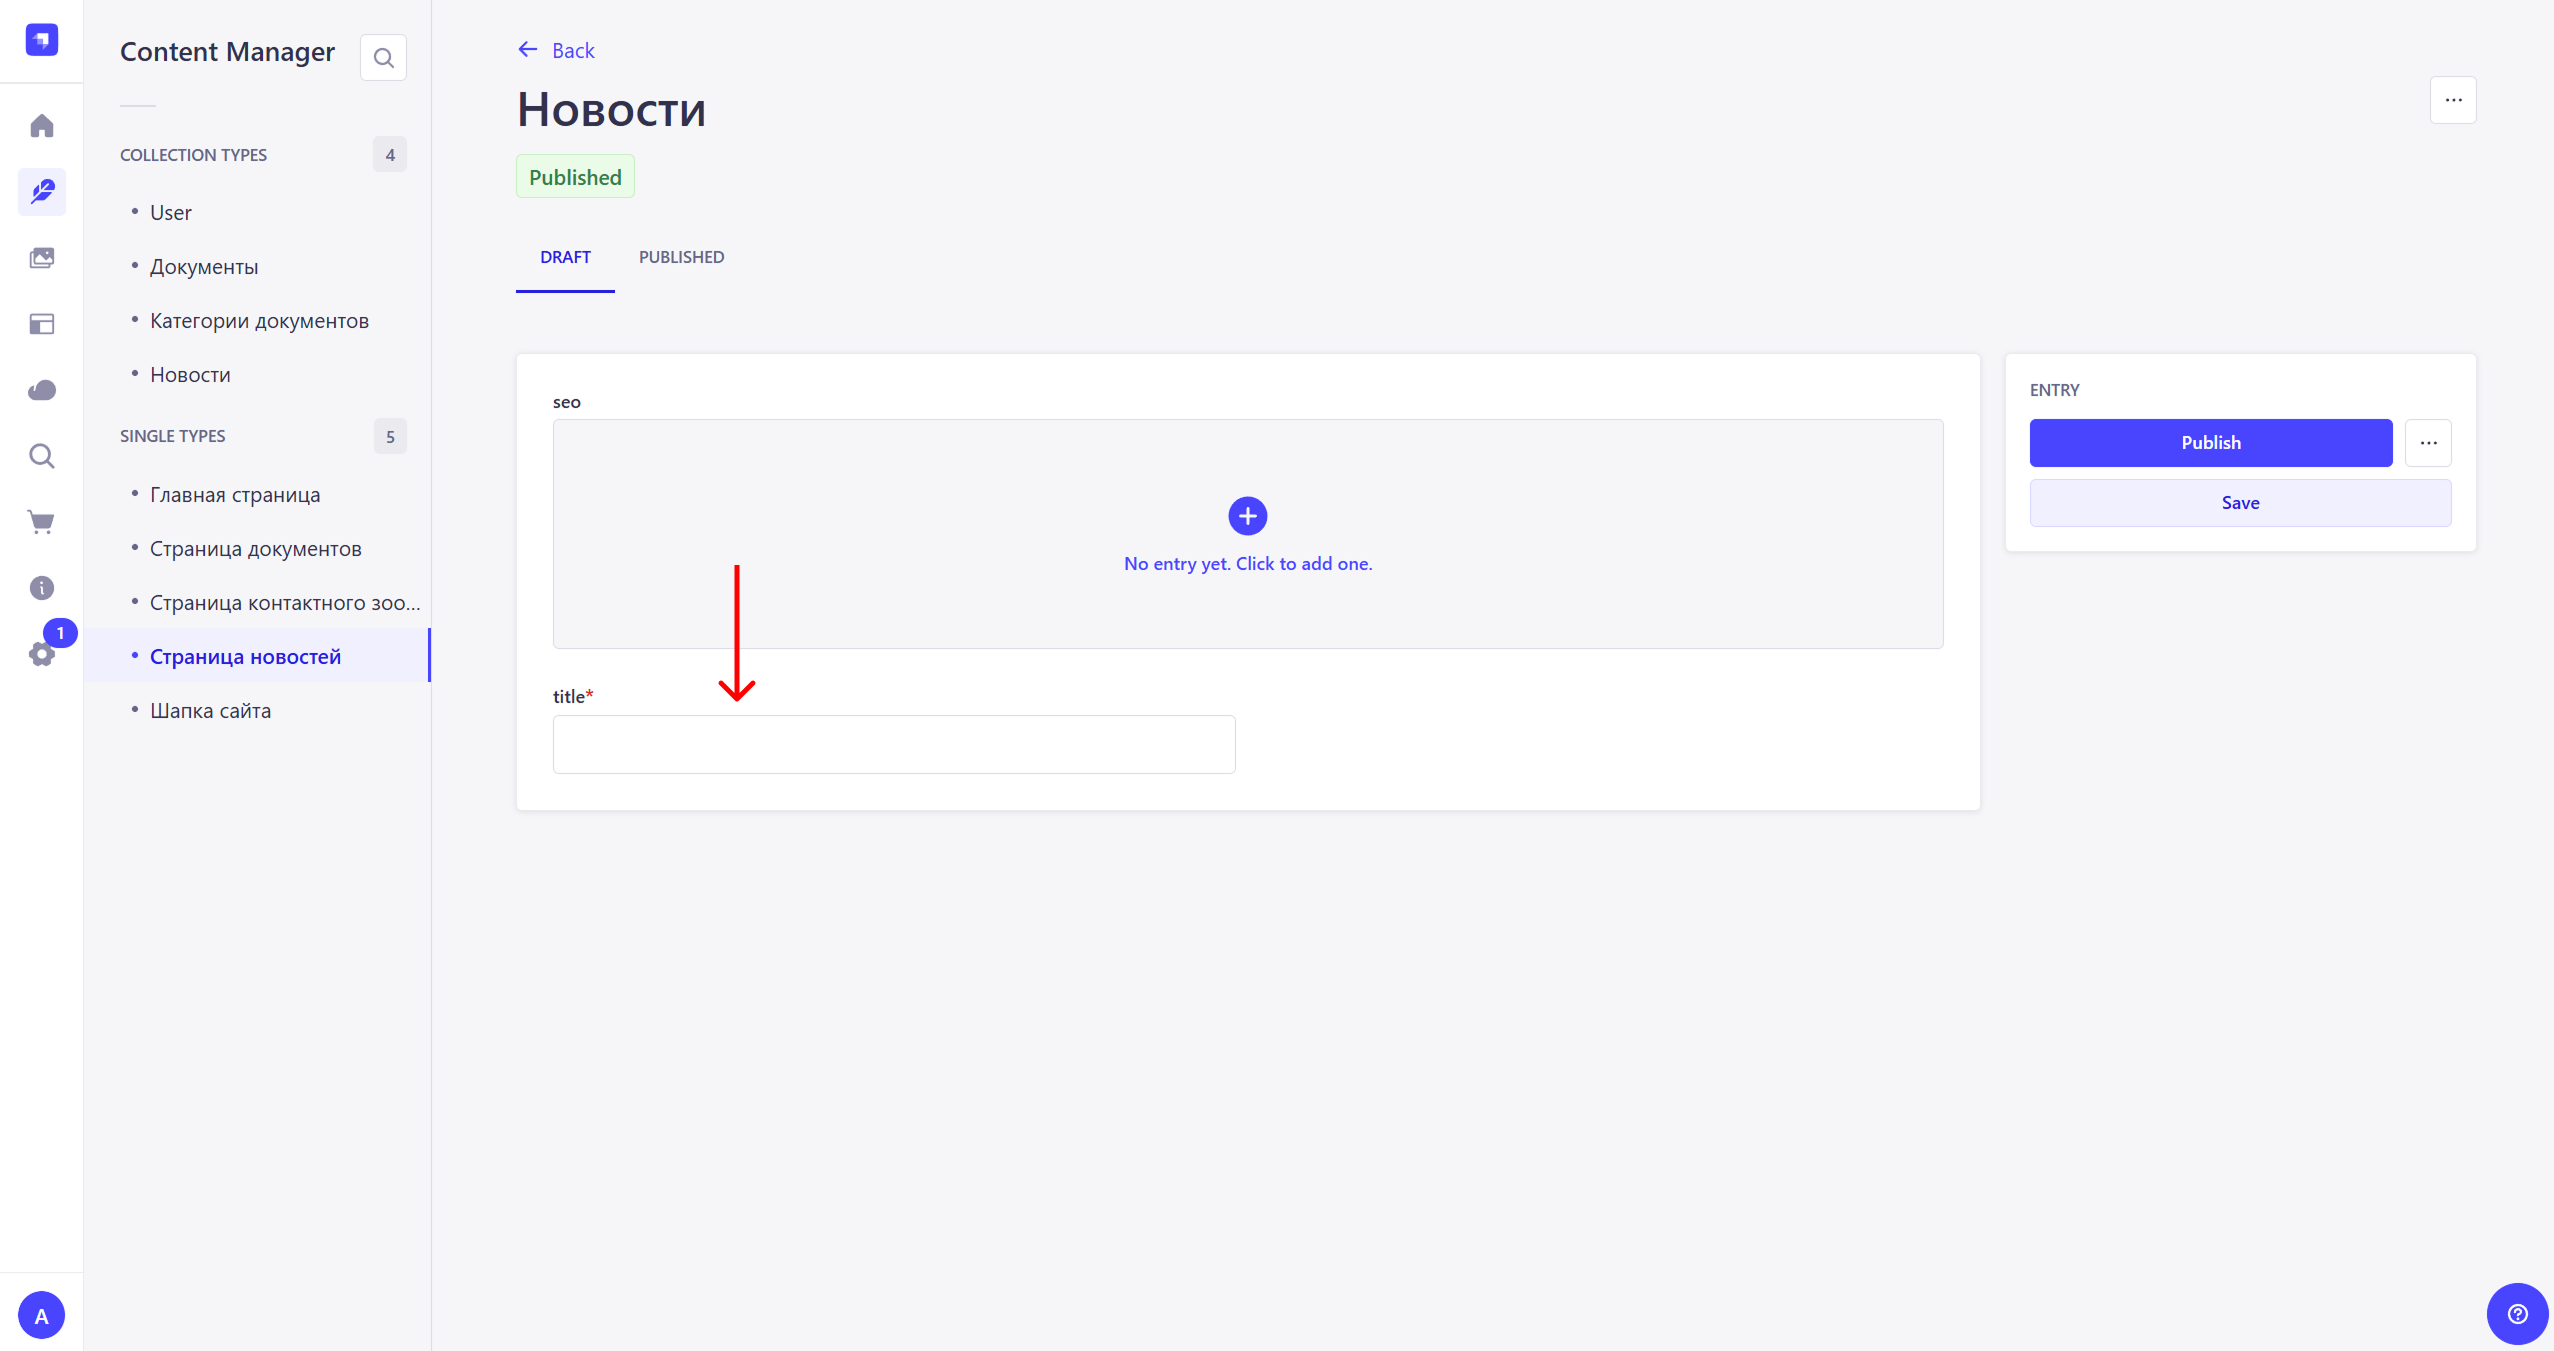 Content Manager
COLLECTION TYPES 4
User
Документы
Категории документов
Новости
SINGLE TYPES 5
Главная страница
Страница документов
Страница контактного зоо...
Страница новостей
Шапка сайта
1
A
Back
Новости
Published
DRAFT PUBLISHED
seo
No entry yet. Click to add one.
title*
ENTRY
Publish
Save